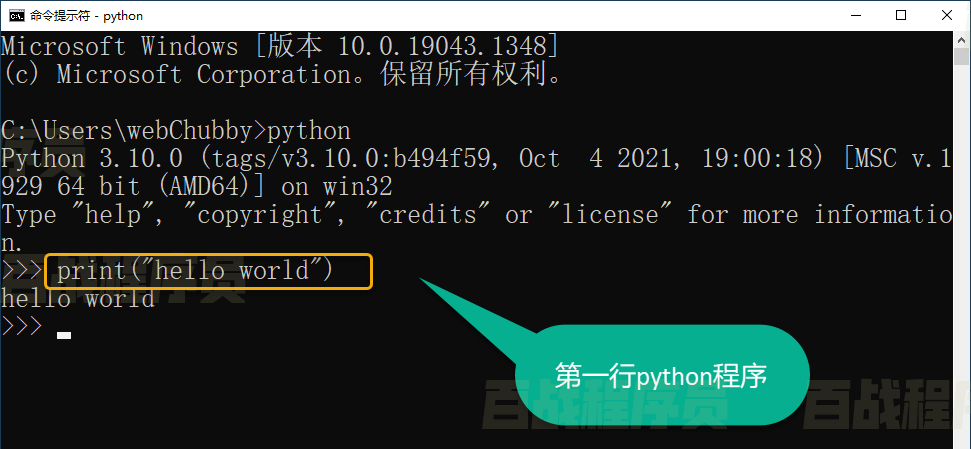 命令提示符 - python
Microsoft Windows [版本 10.0.19043.1348]
(c) Microsoft Corporation。保留所有权利。
C:\Users\webChubby>python
Python 3.10.0 (tags/v3.10.0:b494f59, Oct  4 2021, 19:00:18) [MSC v.1
929 64 bit (AMD64)] on win32
Type "help", "copyright", "credits" or "license" for more informatio
n.
>>> print("hello world")
hello world
>>>
第一行python程序
百战程序员
百战程